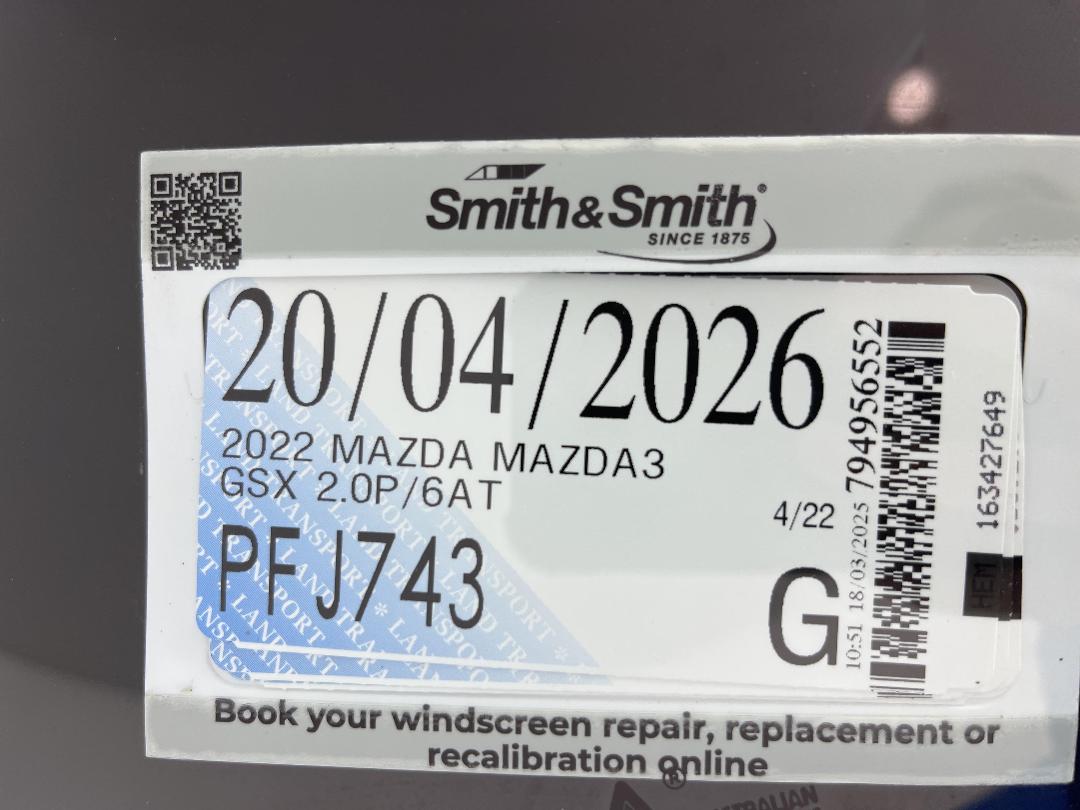 Smith&Smith®
SINCE 1875
20/04/2026
2022 MAZDA MAZDA3
GSX 2.0P/6AT
4/22
PFJ743
G
10:51 18/03/2025 794956552
163427649
HEM
Book your windscreen repair, replacement or
recalibration online